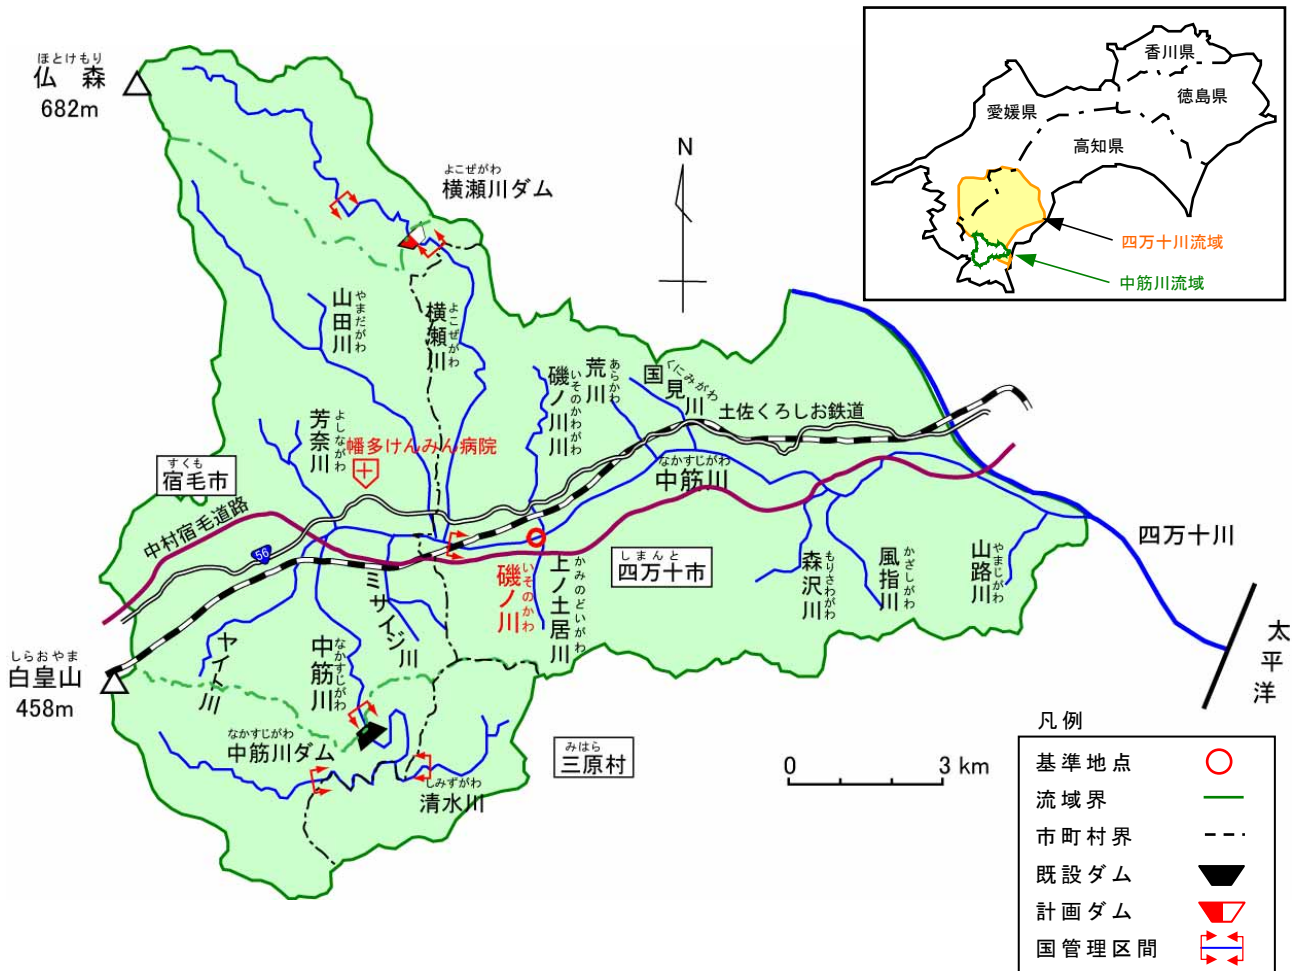 ほとけもり
仏森
682m
よこぜがわ
横瀬川ダム
N
香川県
徳島県
愛媛県
高知県
四万十川流域
中筋川流域
山田川
やまだがわ
横瀬川
よこぜがわ
磯ノ川川
いそのかわがわ
荒川
あらかわ
国見川
くにみがわ
土佐くろしお鉄道
芳奈川
よしながわ
幡多けんみん病院
なかすじがわ
中筋川
すくも
宿毛市
中村宿毛道路
56
しまんと
四万十市
四万十川
ミサイジ川
磯ノ川
いそのかわ
上ノ土居川
かみのどいがわ
森沢川
もりさわがわ
風指川
かざしがわ
山路川
やまじがわ
太平洋
しらおやま
白皇山
458m
ヤイト川
中筋川
なかすじがわ
なかすじがわ
中筋川ダム
しみずがわ
清水川
みはら
三原村
0 3 km
凡例
基準地点
流域界
市町村界
既設ダム
計画ダム
国管理区間